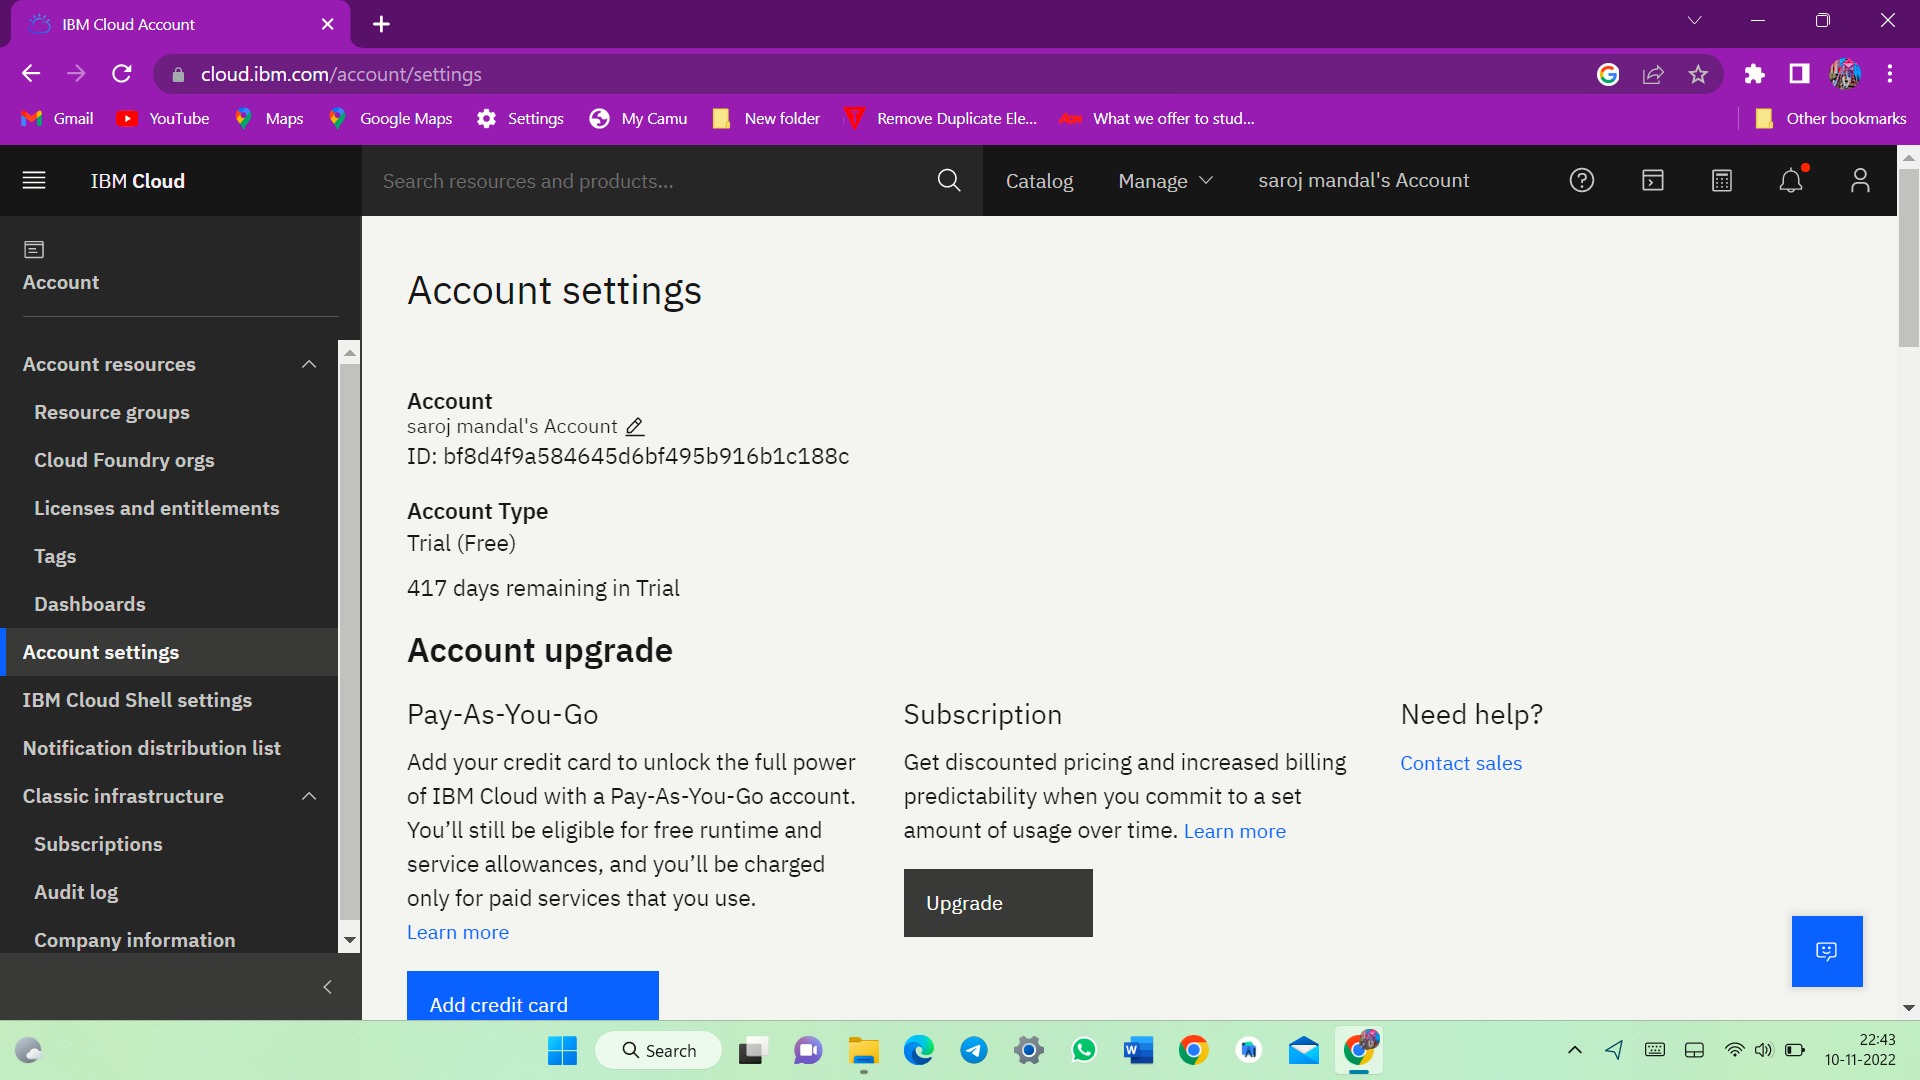 IBM Cloud Account
cloud.ibm.com/account/settings
Gmail
YouTube
Maps
Google Maps
Settings
My Camu
New folder
Remove Duplicate Ele...
What we offer to stud...
Other bookmarks
IBM Cloud
Search resources and products...
Catalog
Manage
saroj mandal's Account
Account
Account resources
Resource groups
Cloud Foundry orgs
Licenses and entitlements
Tags
Dashboards
Account settings
IBM Cloud Shell settings
Notification distribution list
Classic infrastructure
Subscriptions
Audit log
Company information
Account settings
Account
saroj mandal's Account
ID: bf8d4f9a584645d6bf495b916b1c188c
Account Type
Trial (Free)
417 days remaining in Trial
Account upgrade
Pay-As-You-Go
Add your credit card to unlock the full power
of IBM Cloud with a Pay-As-You-Go account.
You’ll still be eligible for free runtime and
service allowances, and you’ll be charged
only for paid services that you use.
Learn more
Add credit card
Subscription
Get discounted pricing and increased billing
predictability when you commit to a set
amount of usage over time. Learn more
Upgrade
Need help?
Contact sales
Search
22:43
10-11-2022